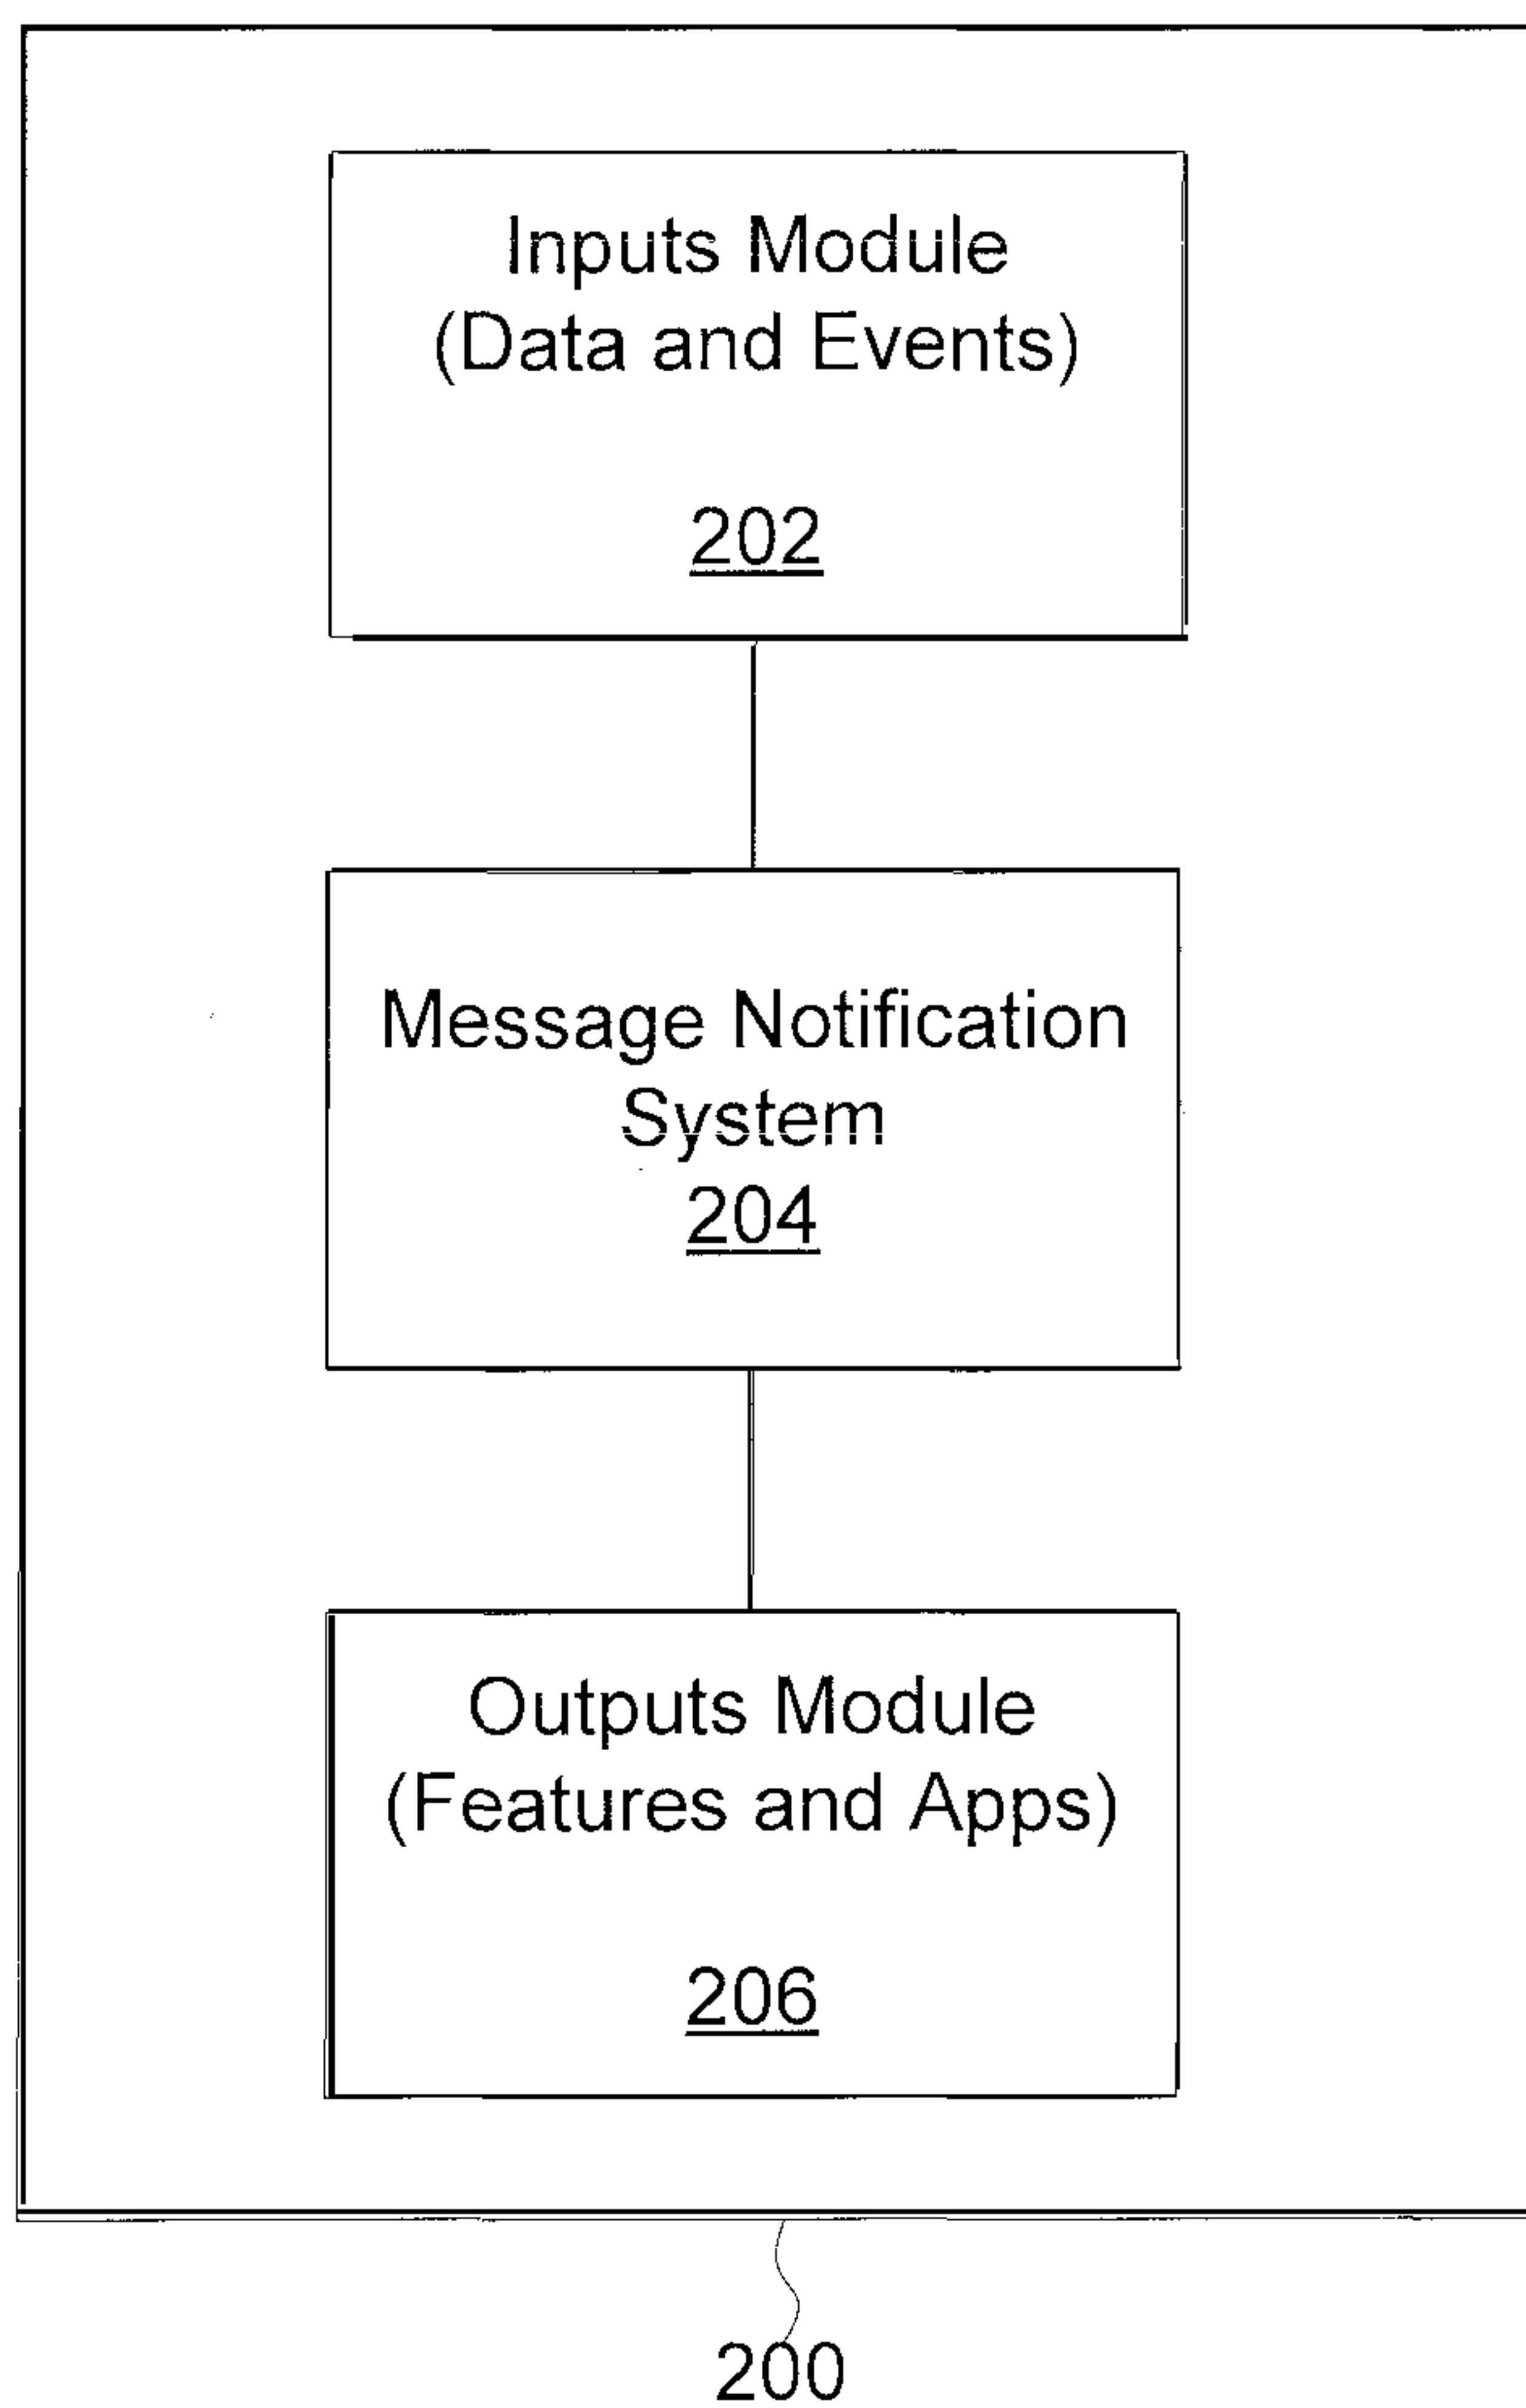 Inputs Module
(Data and Events)
202
Message Notification
System
204
Outputs Module
(Features and Apps)
206
200